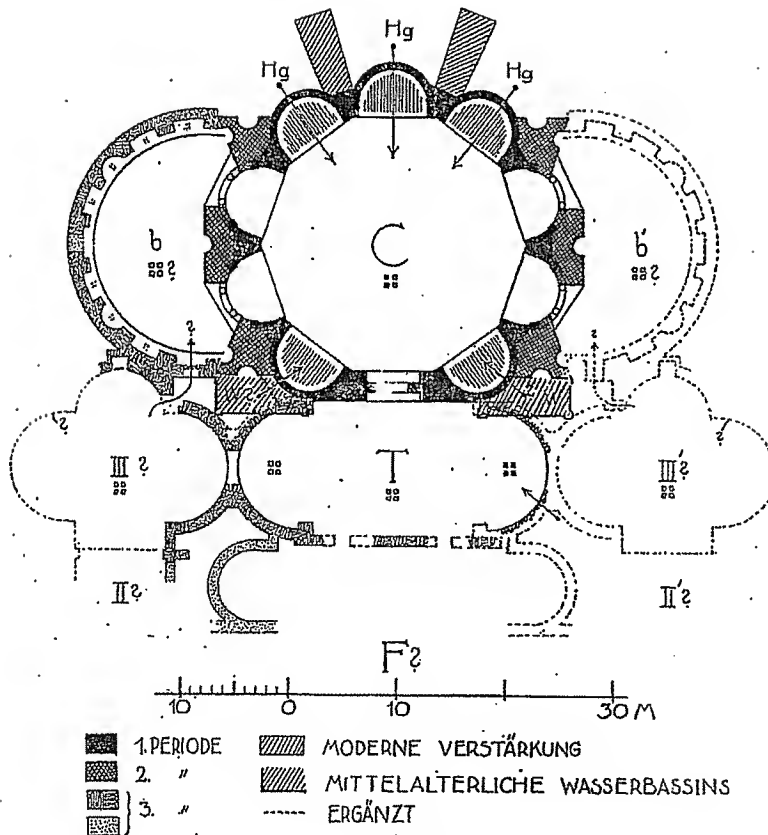 Hg
Hg Hg
b C b'
?
?
? ?
III? T III'?
? ?
II? II'?
F?
10 0 10 30 M
1. PERIODE
2. "
3. "
MODERNE VERSTÄRKUNG
MITTELALTERLICHE WASSERBASSINS
ERGÄNZT